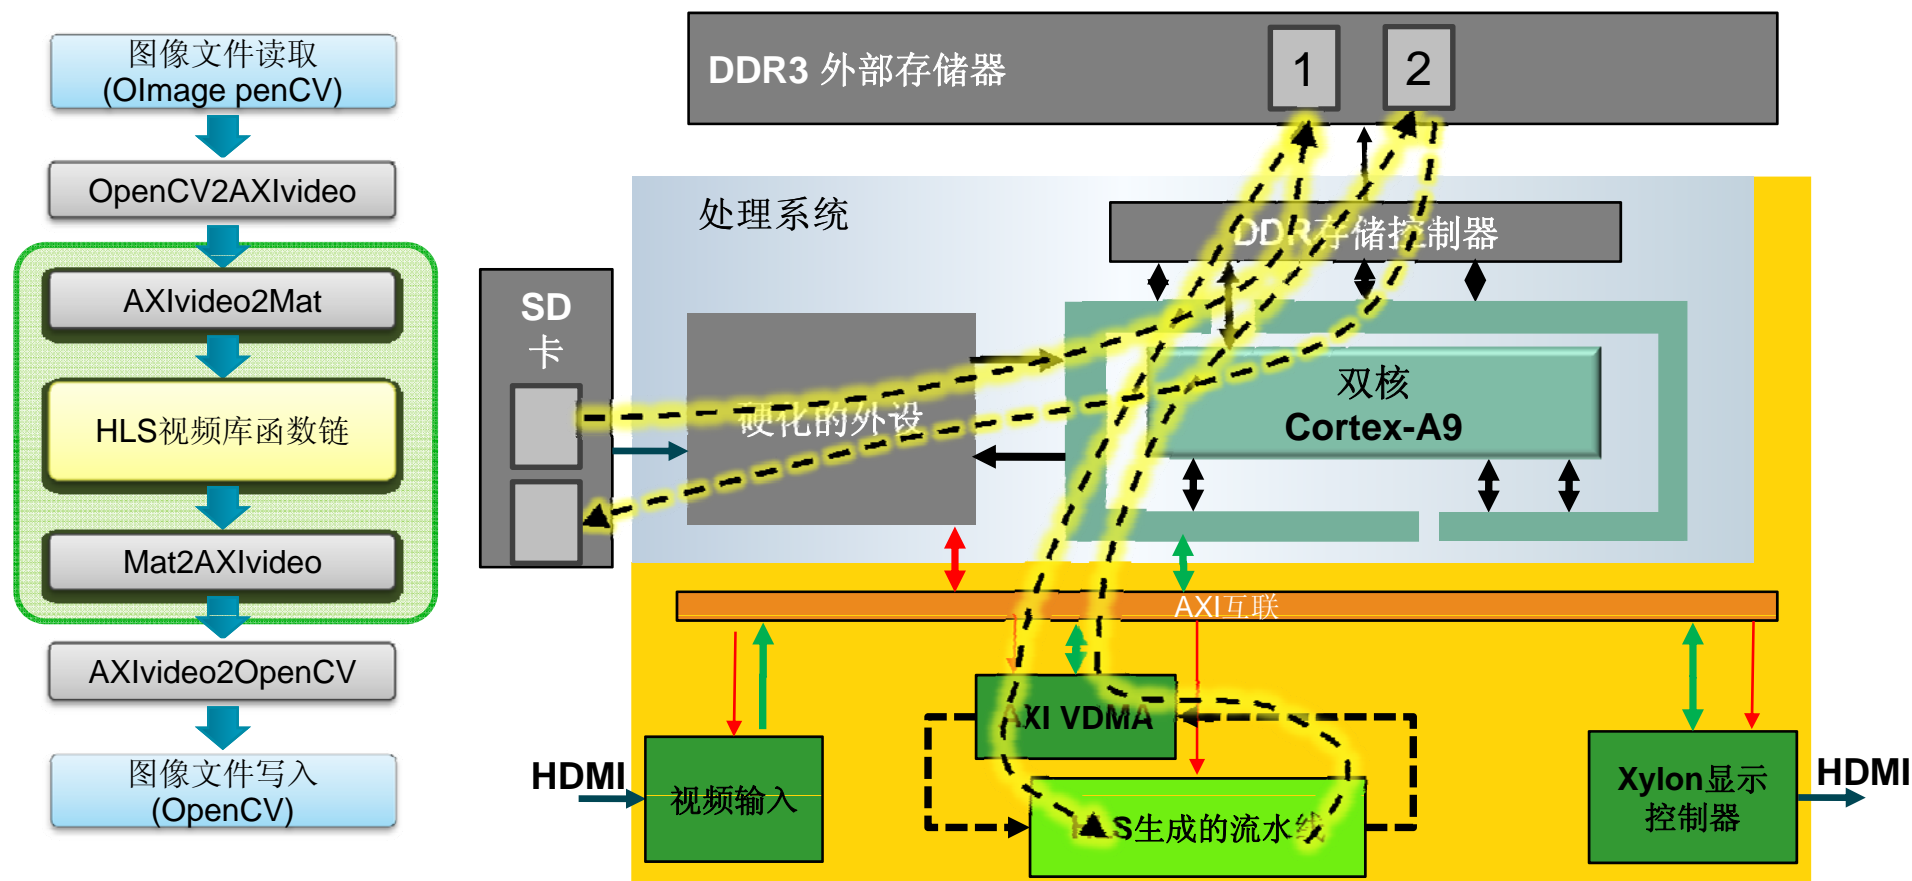 图像文件读取
(OImage penCV)
OpenCV2AXIvideo
AXIvideo2Mat
HLS视频库函数链
Mat2AXIvideo
AXIvideo2OpenCV
图像文件写入
(OpenCV)
DDR3 外部存储器
1
2
处理系统
DDR存储控制器
SD
卡
硬化的外设
双核
Cortex-A9
AXI互联
AXI VDMA
HDMI
视频输入
HLS生成的流水线
Xylon显示
控制器
HDMI